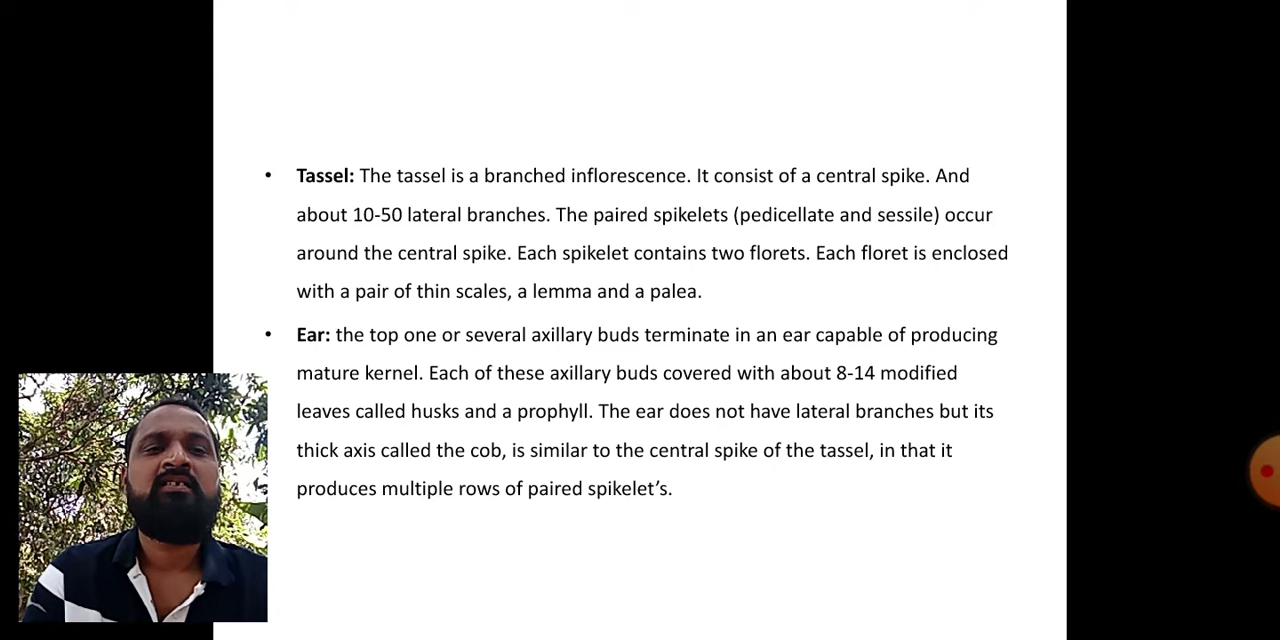 • Tassel: The tassel is a branched inflorescence. It consist of a central spike. And
about 10-50 lateral branches. The paired spikelets (pedicellate and sessile) occur
around the central spike. Each spikelet contains two florets. Each floret is enclosed
with a pair of thin scales, a lemma and a palea.
• Ear: the top one or several axillary buds terminate in an ear capable of producing
mature kernel. Each of these axillary buds covered with about 8-14 modified
leaves called husks and a prophyll. The ear does not have lateral branches but its
thick axis called the cob, is similar to the central spike of the tassel, in that it
produces multiple rows of paired spikelet’s.